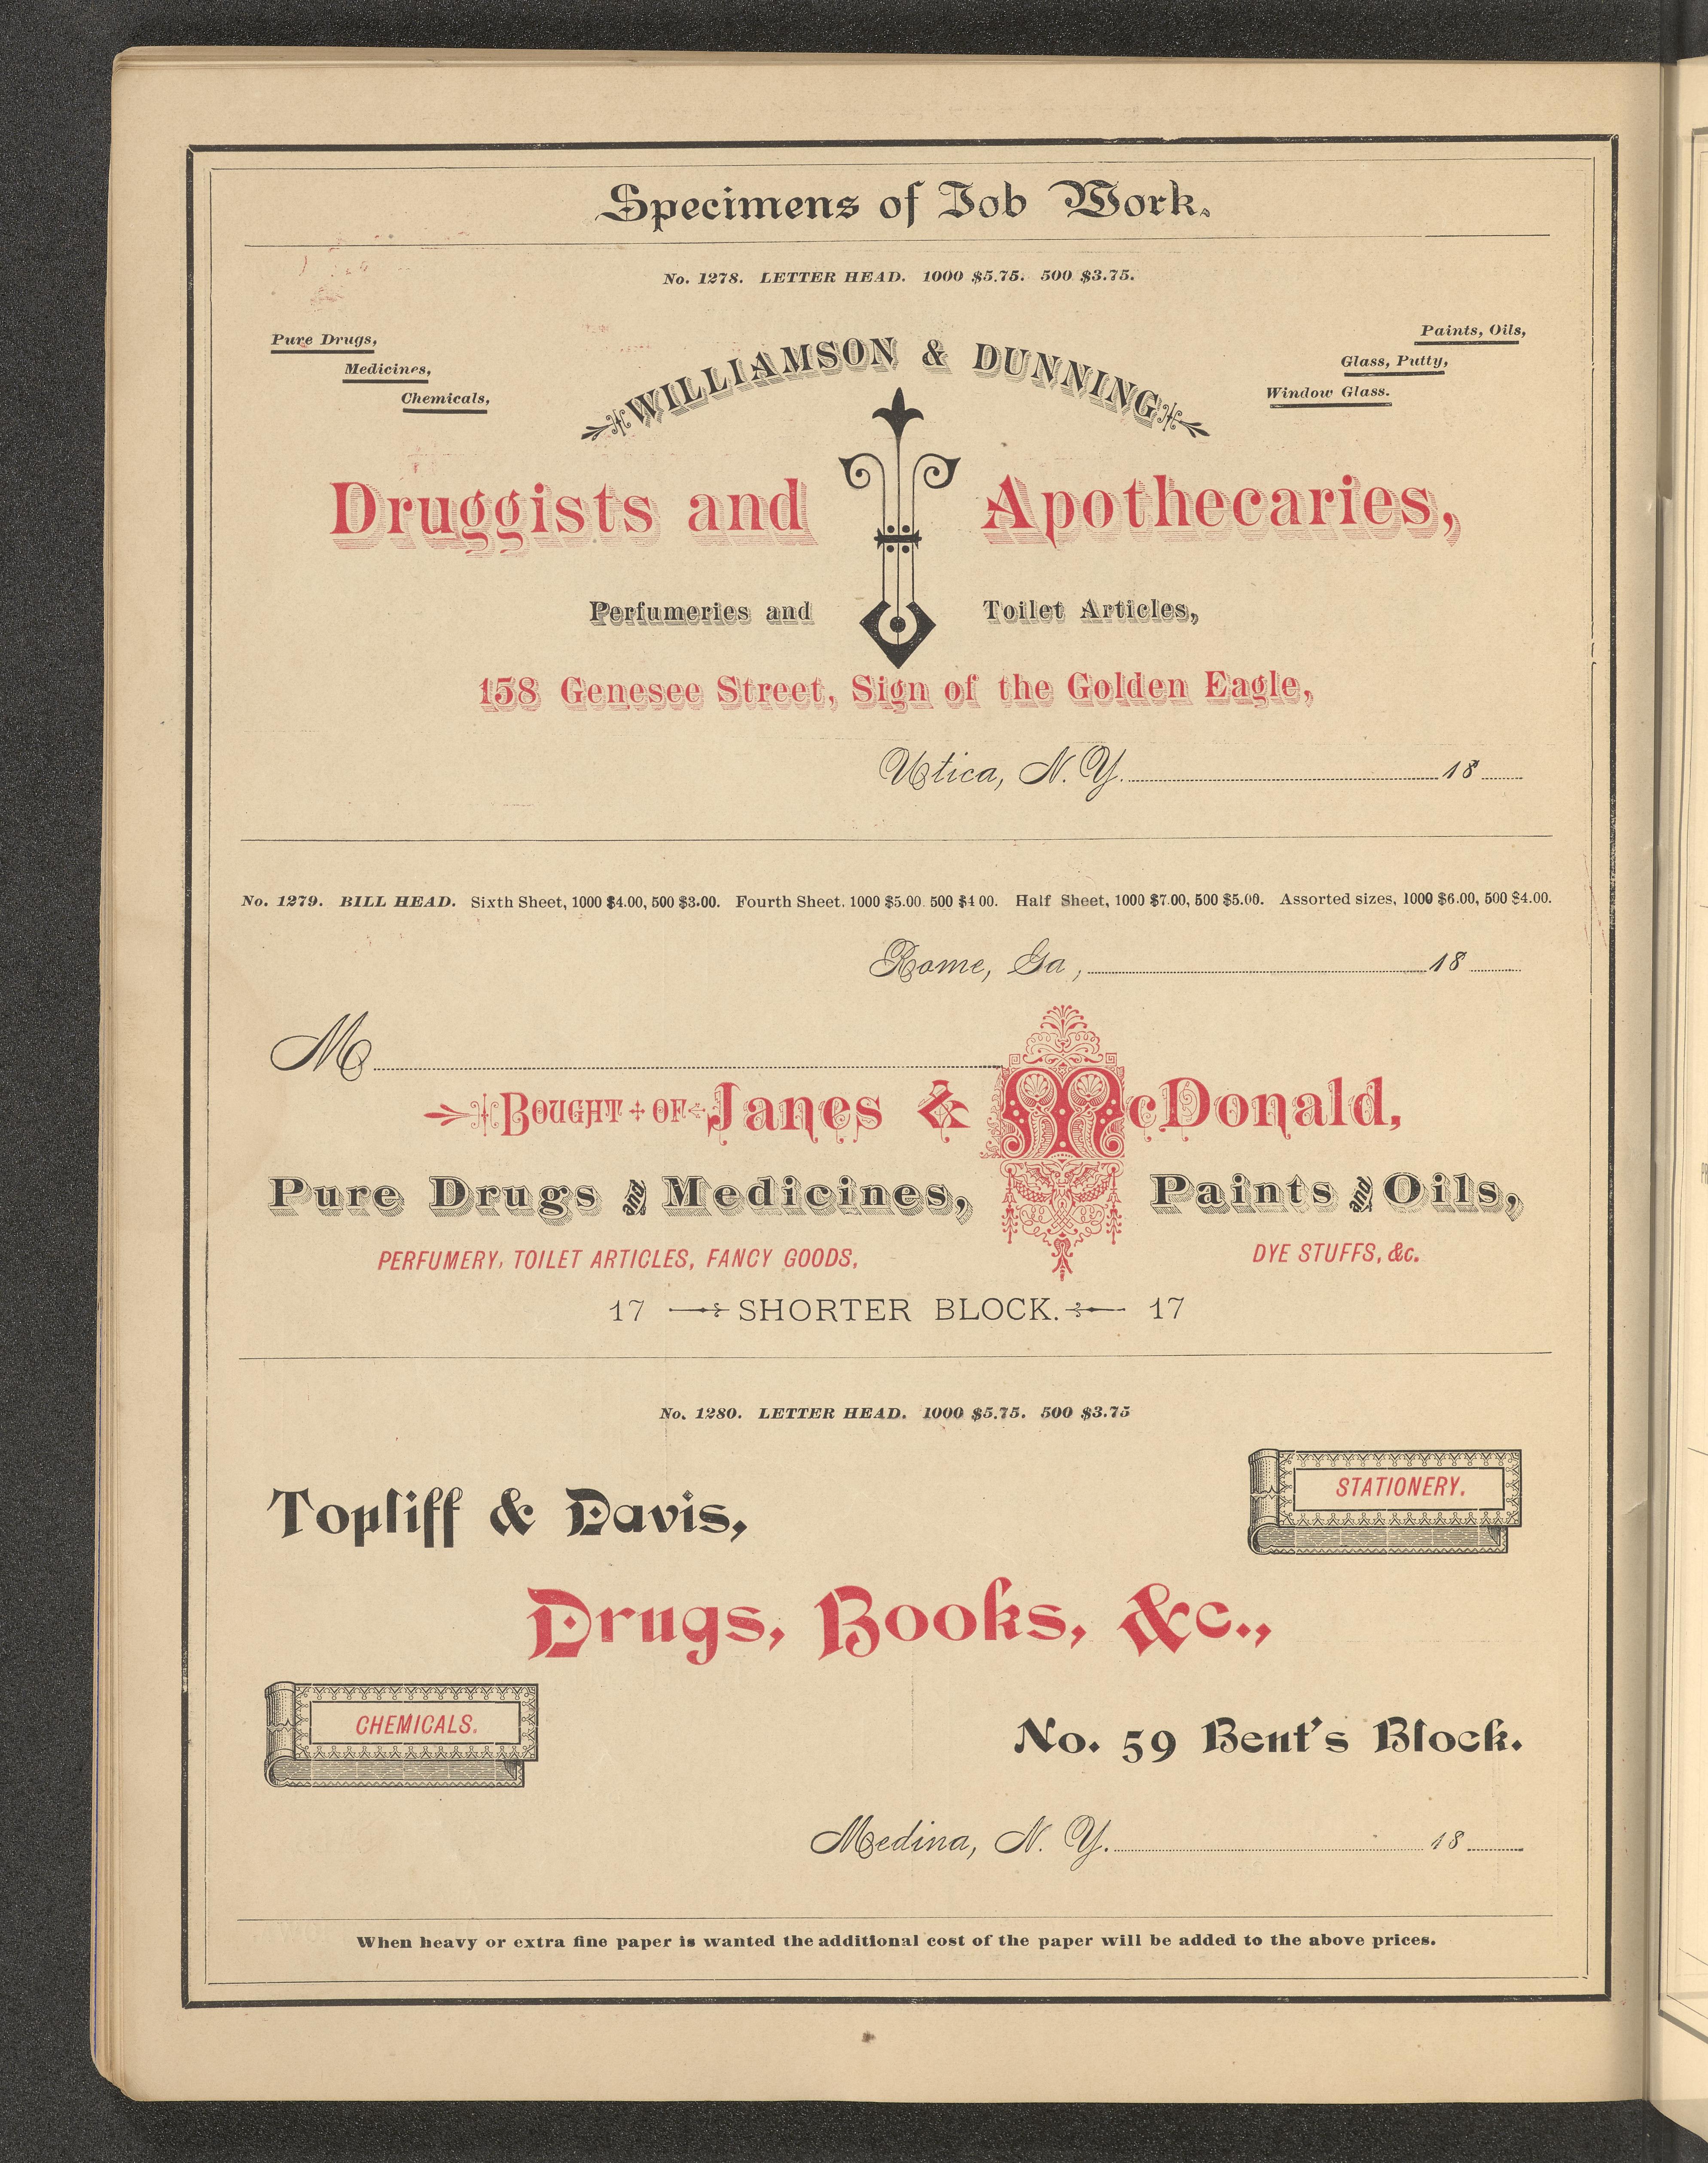 Specimens of Job Work.
No. 1278. LETTER HEAD. 1000 $5.75. 500 $3.75.
Pure Drugs,
Medicines,
Chemicals,
Paints, Oils,
Glass, Putty,
Window Glass.
WILLIAMSON & DUNNING
Druggists and Apothecaries,
Perfumeries and Toilet Articles,
158 Genesee Street, Sign of the Golden Eagle,
Utica, N. Y. 18
No. 1279. BILL HEAD. Sixth Sheet, 1000 $4.00, 500 $3.00. Fourth Sheet. 1000 $5.00. 500 $4 00. Half Sheet, 1000 $7.00, 500 $5.00. Assorted sizes, 1000 $6.00, 500 $4.00.
Rome, Ga, 18
M
BOUGHT OF Janes & McDonald,
Pure Drugs and Medicines, Paints and Oils,
PERFUMERY, TOILET ARTICLES, FANCY GOODS, DYE STUFFS, &c.
17 SHORTER BLOCK. 17
No. 1280. LETTER HEAD. 1000 $5.75. 500 $3.75
STATIONERY.
Topliff & Davis,
Drugs, Books, &c.,
CHEMICALS.
No. 59 Bent's Block.
Medina, N. Y. 18
When heavy or extra fine paper is wanted the additional cost of the paper will be added to the above prices.